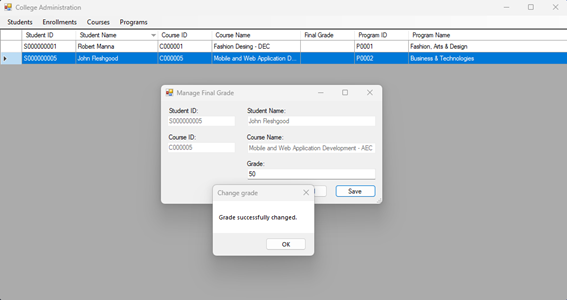 College Administration
Students Enrollments Courses Programs
Student ID Student Name Course ID Course Name Final Grade Program ID Program Name
S000000001 Robert Manna C000001 Fashion Desing - DEC P0001 Fashion, Arts & Design
S000000005 John Fleshgood C000005 Mobile and Web Application D... P0002 Business & Technologies
Manage Final Grade
Student ID: Student Name:
S000000005 John Fleshgood
Course ID: Course Name:
C000005 Mobile and Web Application Development - AEC
Grade:
50
Save
Change grade
Grade successfully changed.
OK